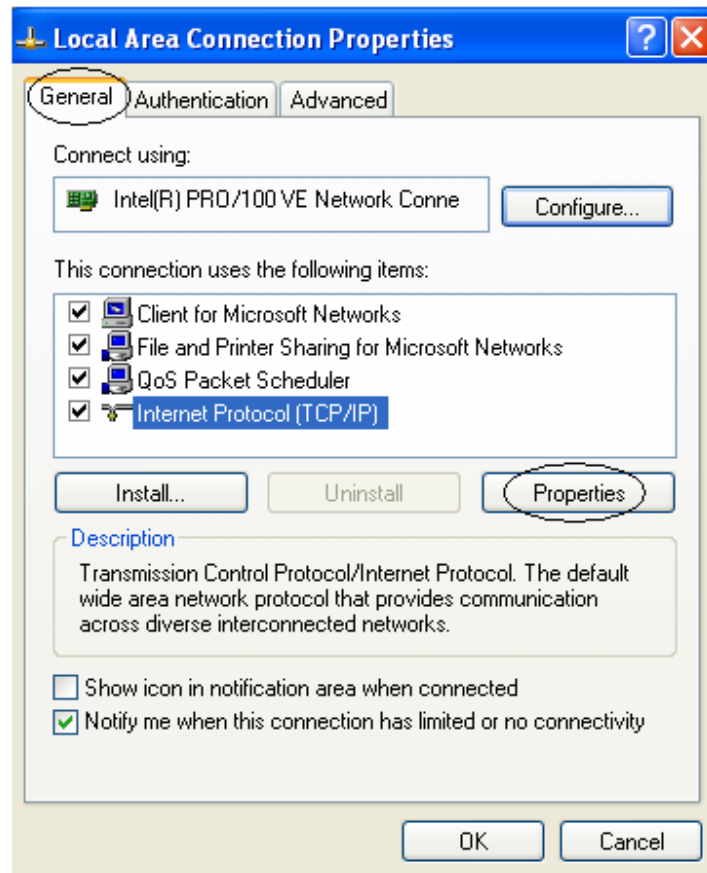 Local Area Connection Properties
General Authentication Advanced
Connect using:
Intel(R) PRO/100 VE Network Conne
Configure...
This connection uses the following items:
Client for Microsoft Networks
File and Printer Sharing for Microsoft Networks
QoS Packet Scheduler
Internet Protocol (TCP/IP)
Install... Uninstall Properties
Description
Transmission Control Protocol/Internet Protocol. The default
wide area network protocol that provides communication
across diverse interconnected networks.
Show icon in notification area when connected
Notify me when this connection has limited or no connectivity
OK Cancel